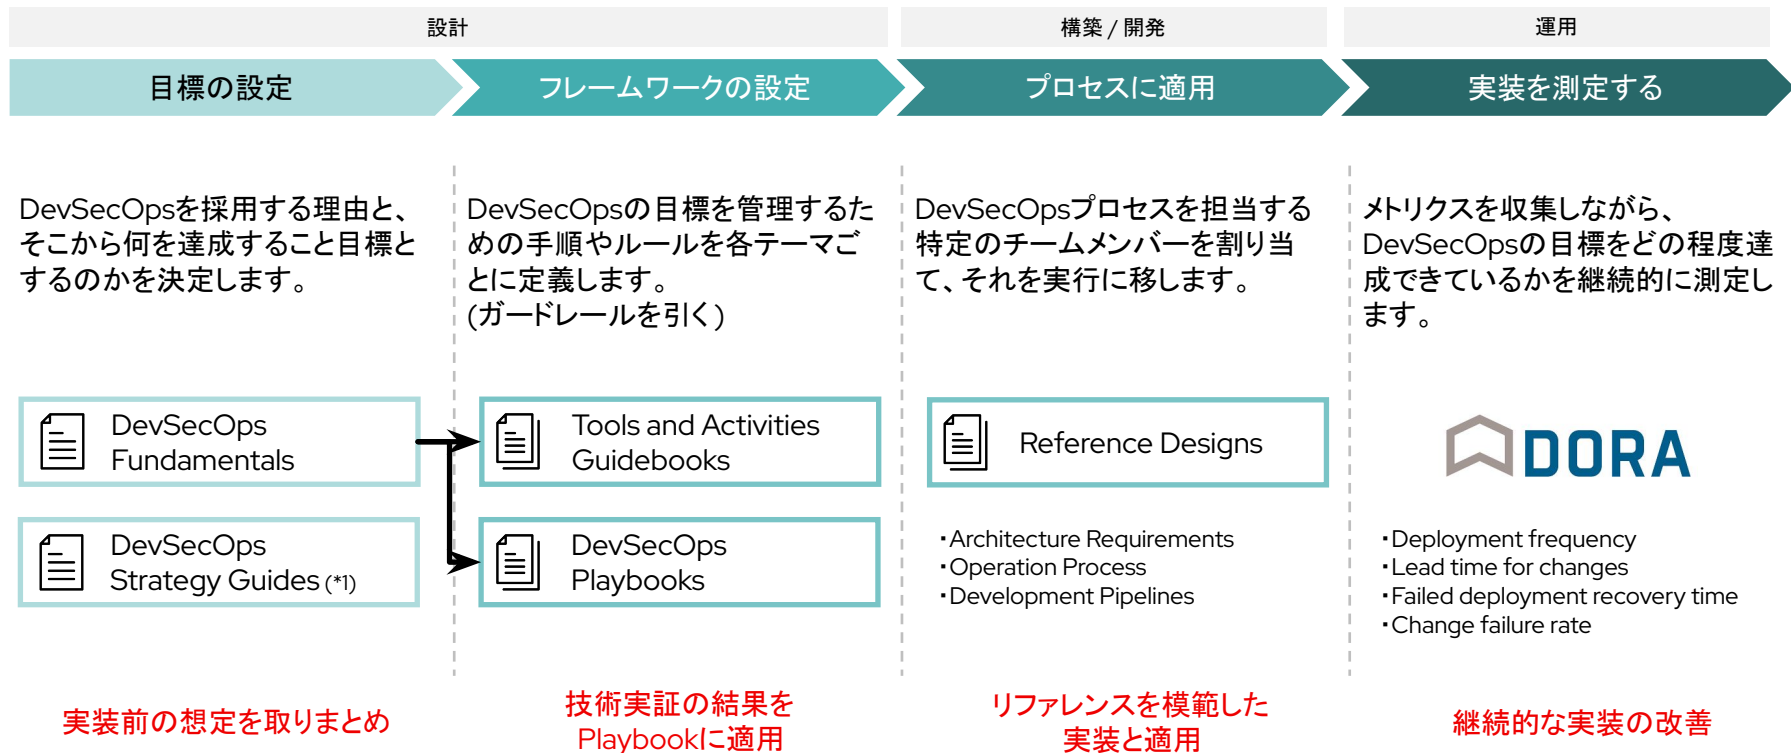 設計
構築 / 開発
運用
目標の設定
フレームワークの設定
プロセスに適用
実装を測定する
DevSecOpsを採用する理由と、
そこから何を達成すること目標と
するのかを決定します。
DevSecOpsの目標を管理するた
めの手順やルールを各テーマご
とに定義します。
(ガードレールを引く)
DevSecOpsプロセスを担当する
特定のチームメンバーを割り当
て、それを実行に移します。
メトリクスを収集しながら、
DevSecOpsの目標をどの程度達
成できているかを継続的に測定し
ます。
DevSecOps
Fundamentals
DevSecOps
Strategy Guides (*1)
Tools and Activities
Guidebooks
DevSecOps
Playbooks
Reference Designs
・Architecture Requirements
・Operation Process
・Development Pipelines
DORA
・Deployment frequency
・Lead time for changes
・Failed deployment recovery time
・Change failure rate
実装前の想定を取りまとめ
技術実証の結果を
Playbookに適用
リファレンスを模範した
実装と適用
継続的な実装の改善